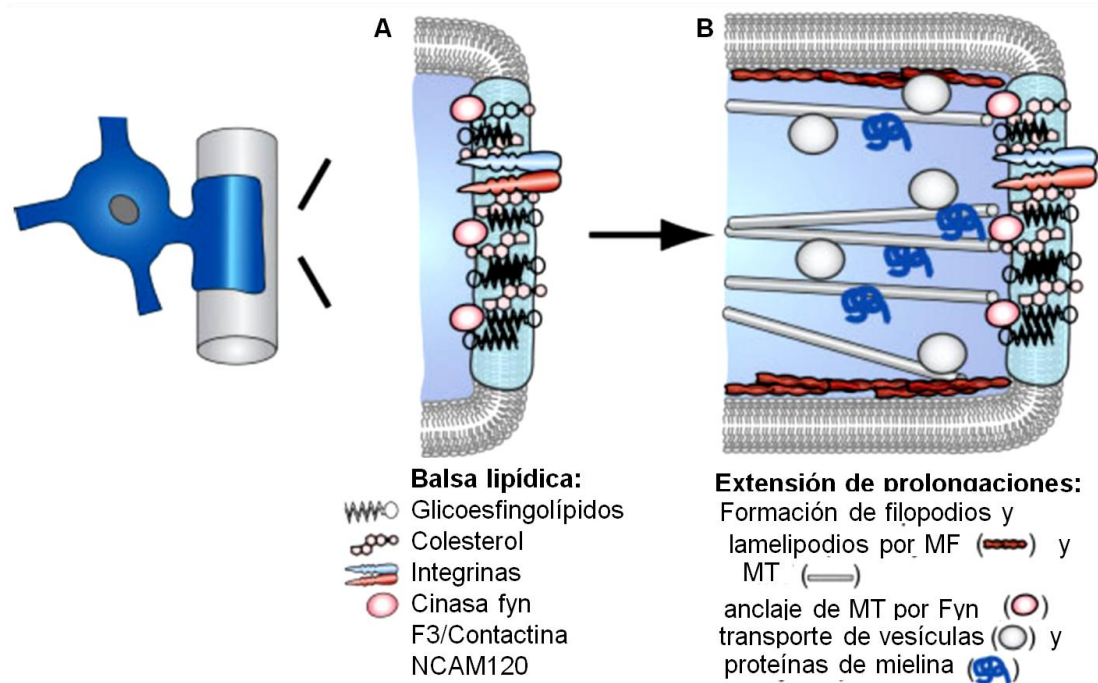 A
B
Balsa lipídica:
Glicoesfingolípidos
Colesterol
Integrinas
Cinasa fyn
F3/Contactina
NCAM120
Extensión de prolongaciones:
Formación de filopodios y
lamelipodios por MF ( ) y
MT ( )
anclaje de MT por Fyn ( )
transporte de vesículas ( ) y
proteínas de mielina ( )